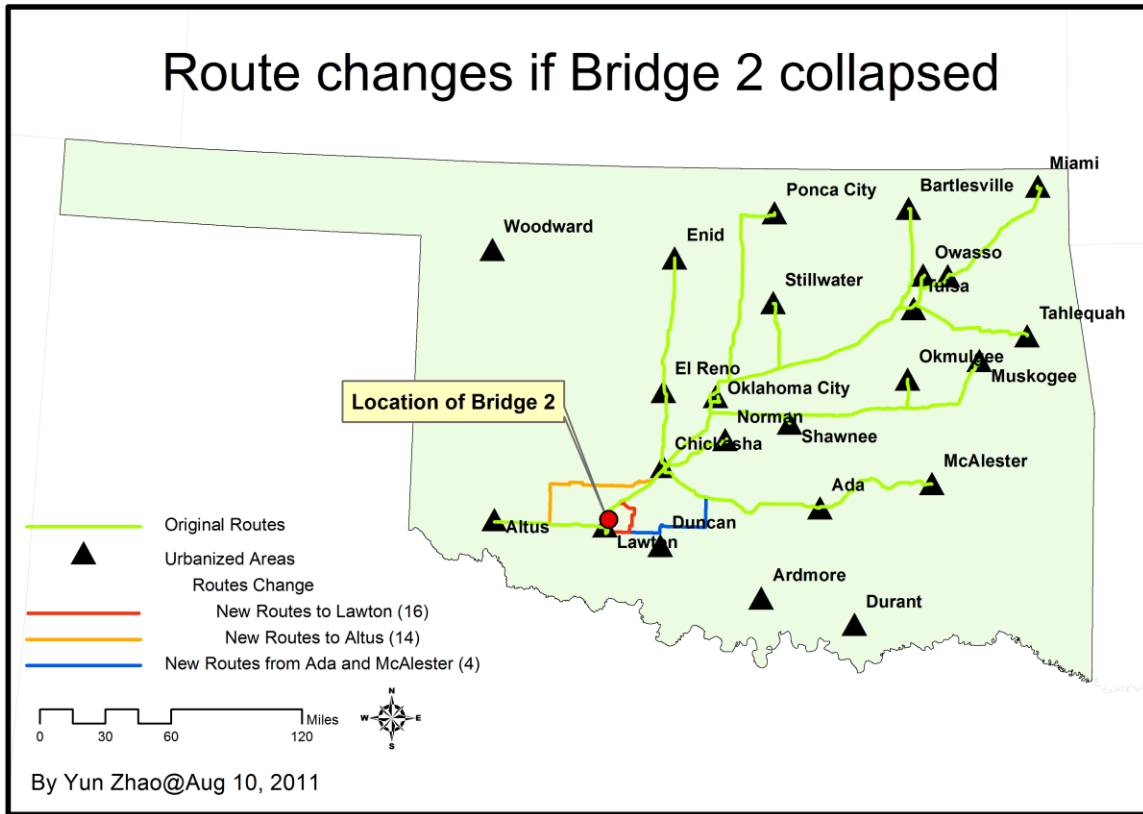 Route changes if Bridge 2 collapsed
Miami
Ponca City
Bartlesville
Woodward
Enid
Owasso
Stillwater
Tulsa
Tahlequah
El Reno
Okmulgee
Muskogee
Oklahoma City
Location of Bridge 2
Norman
Shawnee
Chickasha
McAlester
Ada
Duncan
Altus
Lawton
Ardmore
Durant
Original Routes
Urbanized Areas
Routes Change
New Routes to Lawton (16)
New Routes to Altus (14)
New Routes from Ada and McAlester (4)
N
W E
S
Miles
0 30 60 120
By Yun Zhao@Aug 10, 2011